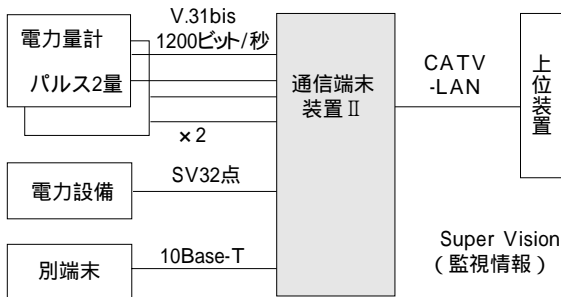 V.31bis
1200ビット/秒
電力量計
パルス2量
×2
通信端末
装置Ⅱ
CATV
-LAN
上位装置
電力設備
SV32点
別端末
10Base-T
Super Vision
(監視情報)